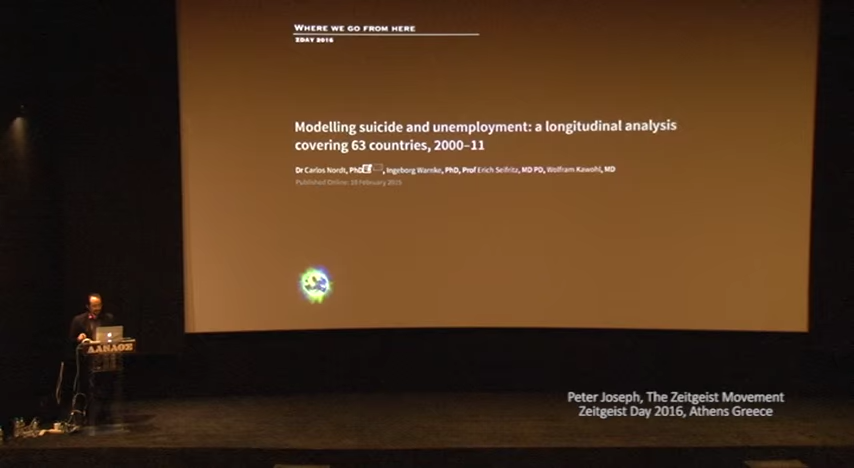 WHERE WE GO FROM HERE
ZDAY 2016
Modelling suicide and unemployment: a longitudinal analysis
covering 63 countries, 2000–11
Dr Carlos Nordt, PhD, Ingeborg Warnke, PhD, Prof Erich Seifritz, MD PD, Wolfram Kawohl, MD
Published Online: 10 February 2015
Peter Joseph, The Zeitgeist Movement
Zeitgeist Day 2016, Athens Greece